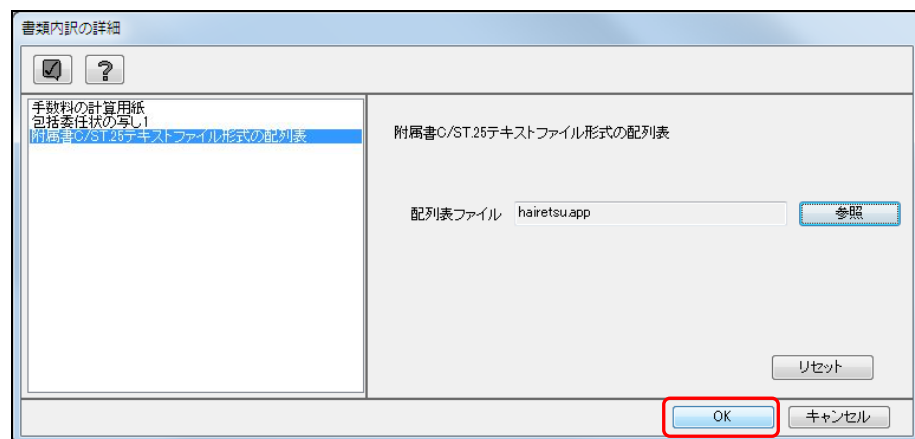 書類内訳の詳細
?
手数料の計算用紙
包括委任状の写し1
附属書C/ST.25テキストファイル形式の配列表
附属書C/ST.25テキストファイル形式の配列表
配列表ファイル hairetsu.app 参照
リセット
OK キャンセル